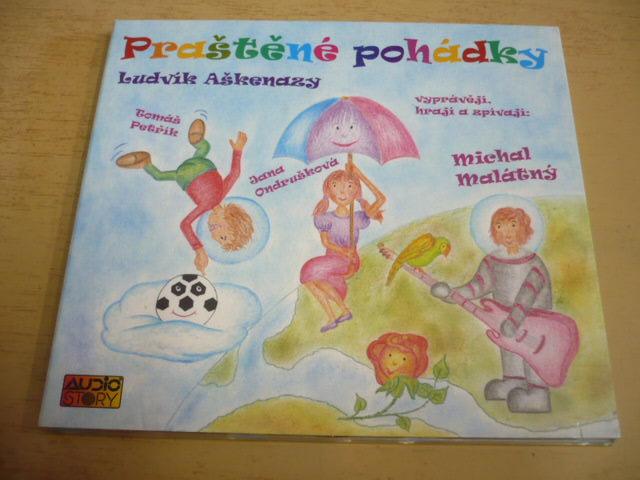 Praštěné pohádky
Ludvík Aškenazy
vyprávějí,
hrají a zpívají:
Tomáš
Petřík
Jana
Ondrušková
Michal
Malátný
AUDIO
STORY